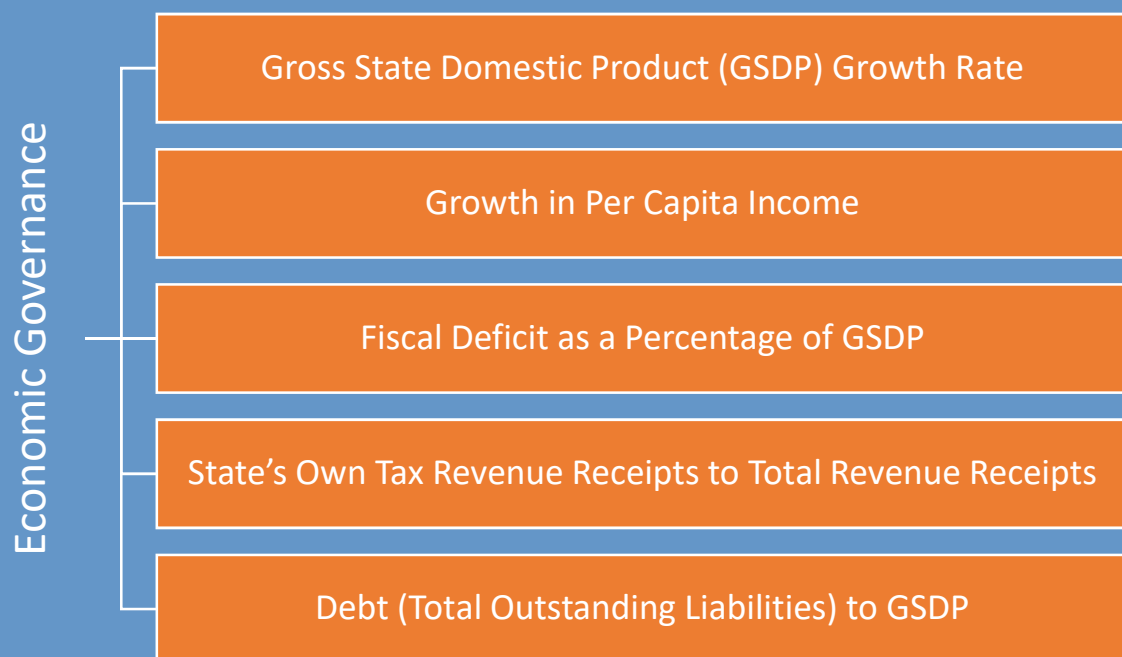 Economic Governance
Gross State Domestic Product (GSDP) Growth Rate
Growth in Per Capita Income
Fiscal Deficit as a Percentage of GSDP
State’s Own Tax Revenue Receipts to Total Revenue Receipts
Debt (Total Outstanding Liabilities) to GSDP